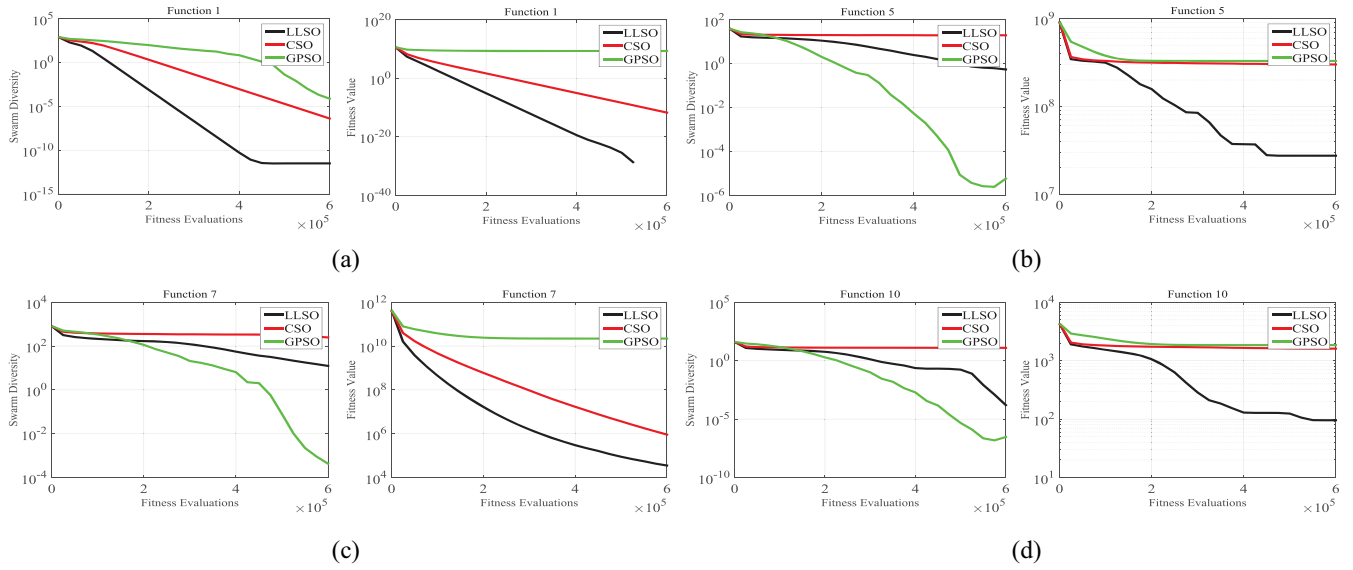 Function 1
Swarm Diversity
10^5
10^0
10^-5
10^-10
10^-15
LLSO
CSO
GPSO
0 2 4 6
Fitness Evaluations
×10^5
Function 1
Fitness Value
10^20
10^0
10^-20
10^-40
LLSO
CSO
GPSO
0 2 4 6
Fitness Evaluations
×10^5
(a)
Function 5
Swarm Diversity
10^2
10^0
10^-2
10^-4
10^-6
LLSO
CSO
GPSO
0 2 4 6
Fitness Evaluations
×10^5
Function 5
Fitness Value
10^9
10^8
10^7
LLSO
CSO
GPSO
0 2 4 6
Fitness Evaluations
×10^5
(b)
Function 7
Swarm Diversity
10^4
10^2
10^0
10^-2
10^-4
LLSO
CSO
GPSO
0 2 4 6
Fitness Evaluations
×10^5
Function 7
Fitness Value
10^12
10^10
10^8
10^6
10^4
LLSO
CSO
GPSO
0 2 4 6
Fitness Evaluations
×10^5
(c)
Function 10
Swarm Diversity
10^5
10^0
10^-5
10^-10
LLSO
CSO
GPSO
0 2 4 6
Fitness Evaluations
×10^5
Function 10
Fitness Value
10^4
10^3
10^2
10^1
LLSO
CSO
GPSO
0 2 4 6
Fitness Evaluations
×10^5
(d)